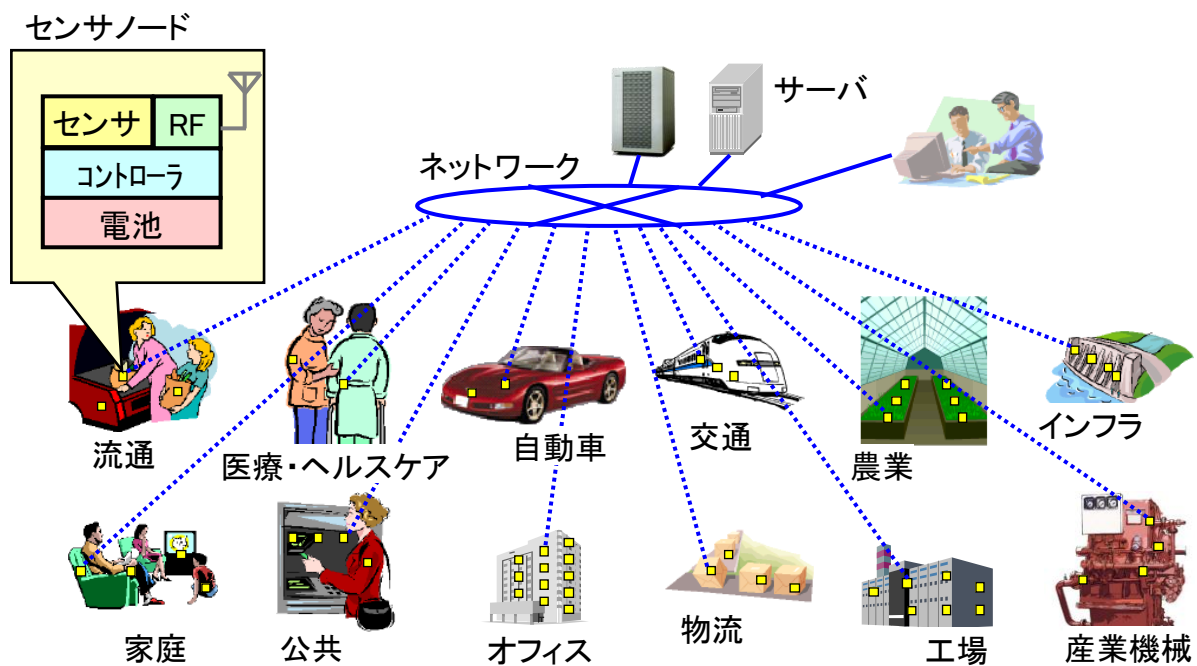 センサノード
センサ
RF
コントローラ
電池
サーバ
ネットワーク
流通
医療・ヘルスケア
自動車
交通
農業
インフラ
家庭
公共
オフィス
物流
工場
産業機械